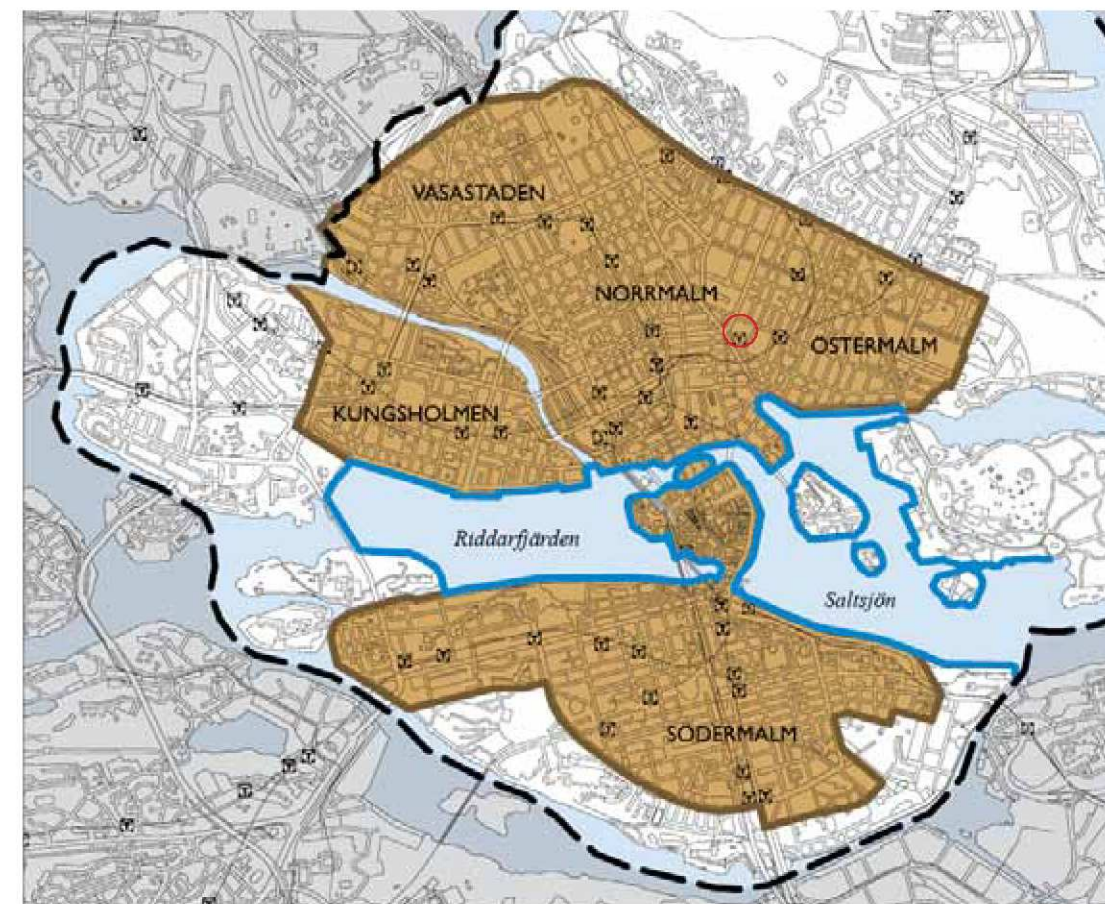 VASASTADEN
NORRMALM
ÖSTERMALM
KUNGSHOLMEN
Riddarfjärden
Saltsjön
SÖDERMALM